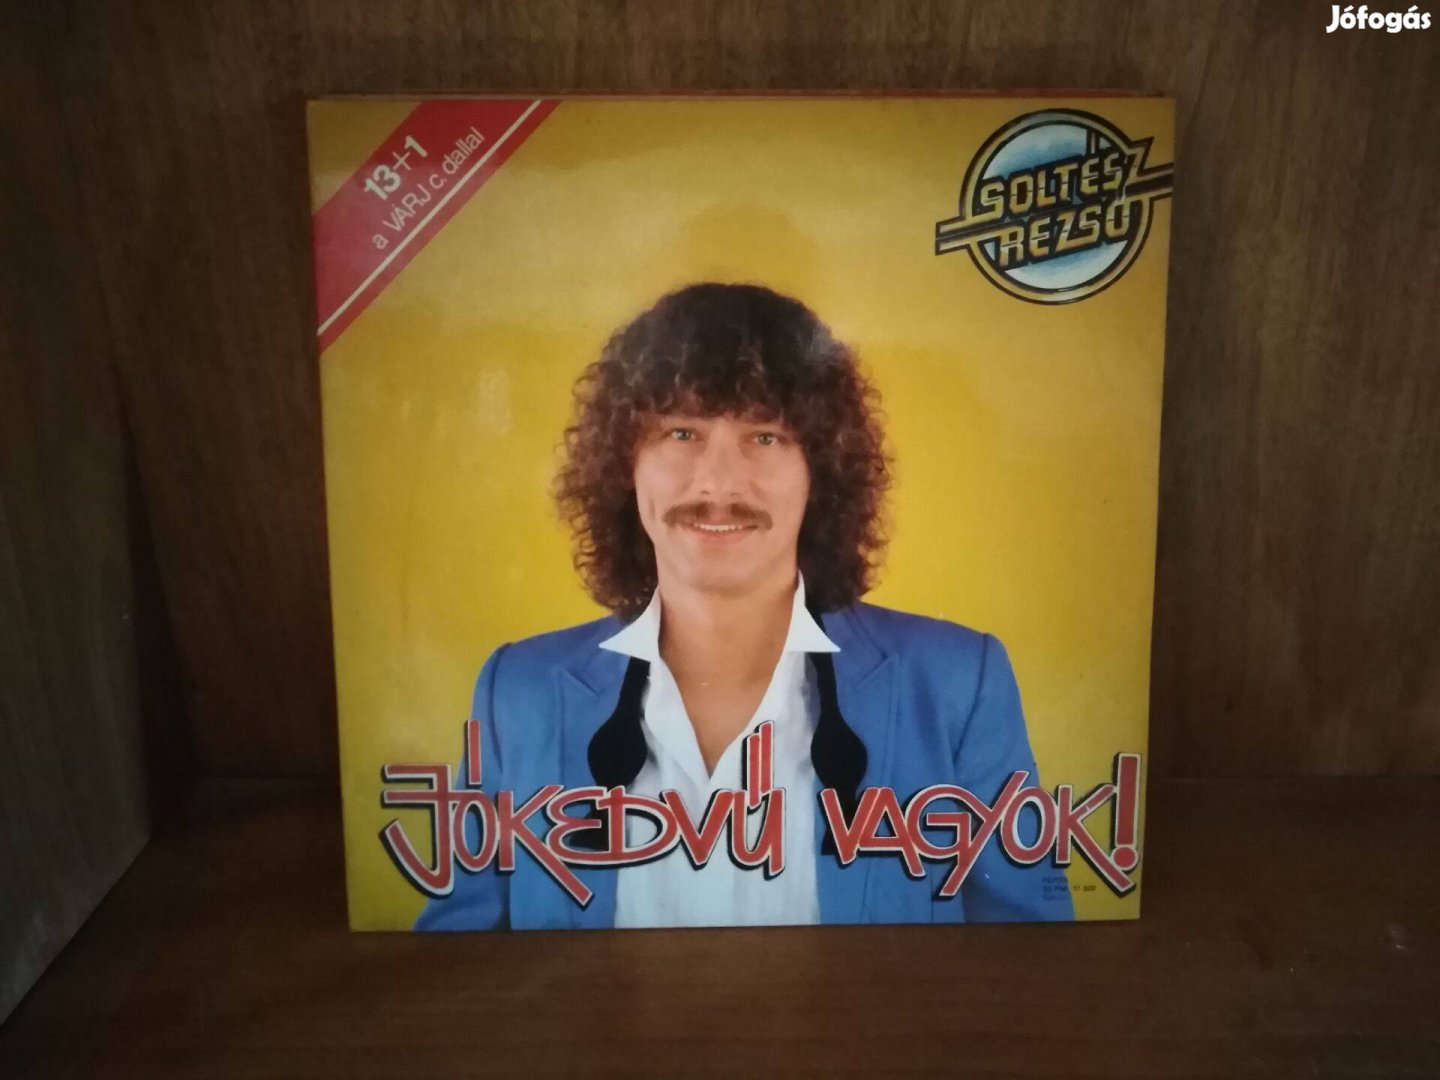 Jófogás
13+1
a VÁRJ c. dallal
SOLTÉSZ
REZSŐ
JÓKEDVŰ VAGYOK!